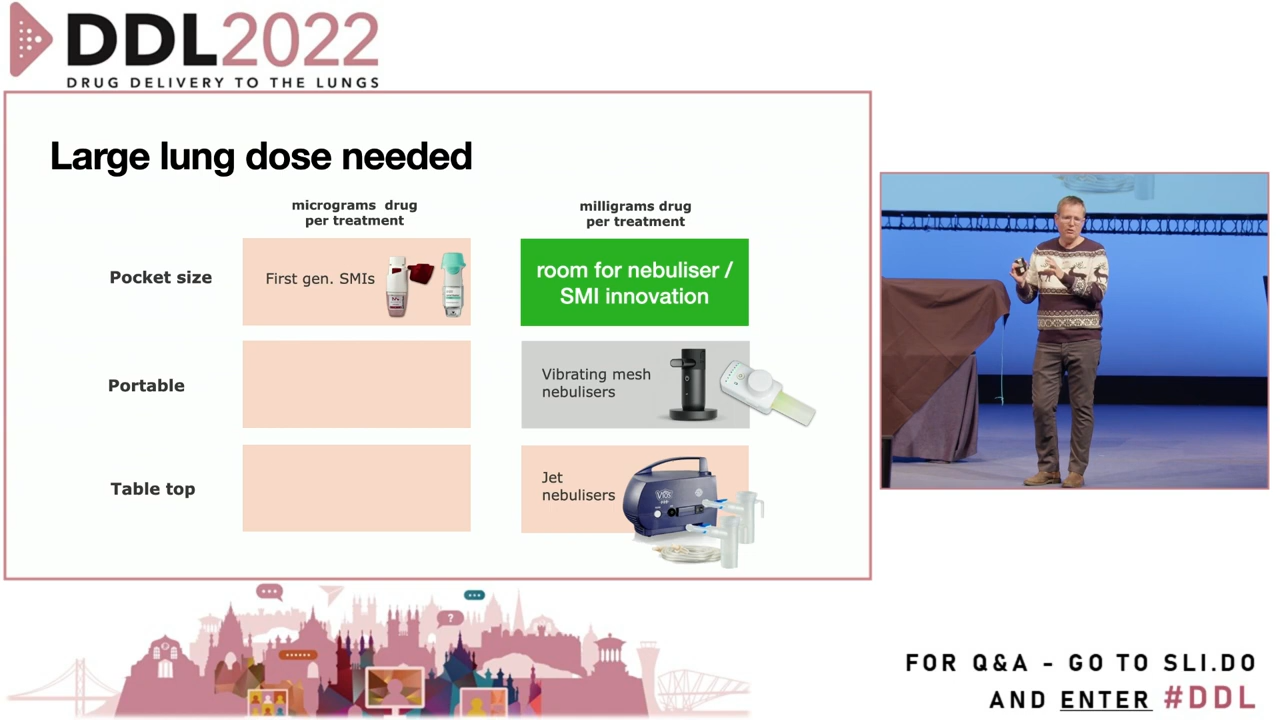 DDL2022
DRUG DELIVERY TO THE LUNGS
Large lung dose needed
micrograms drug
per treatment
milligrams drug
per treatment
Pocket size
First gen. SMIs
room for nebuliser /
SMI innovation
Portable
Vibrating mesh
nebulisers
Table top
Jet
nebulisers
?
FOR Q&A - GO TO SLI.DO
AND ENTER #DDL